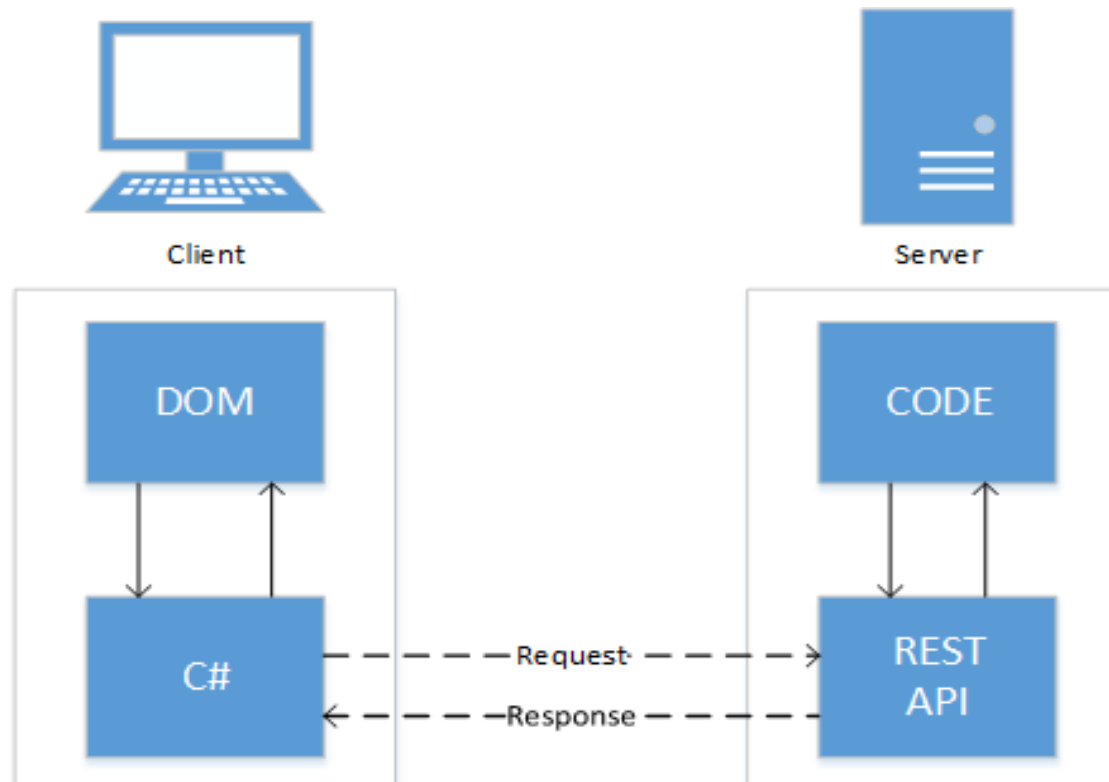 Client
Server
DOM
CODE
C#
Request
Response
REST
API